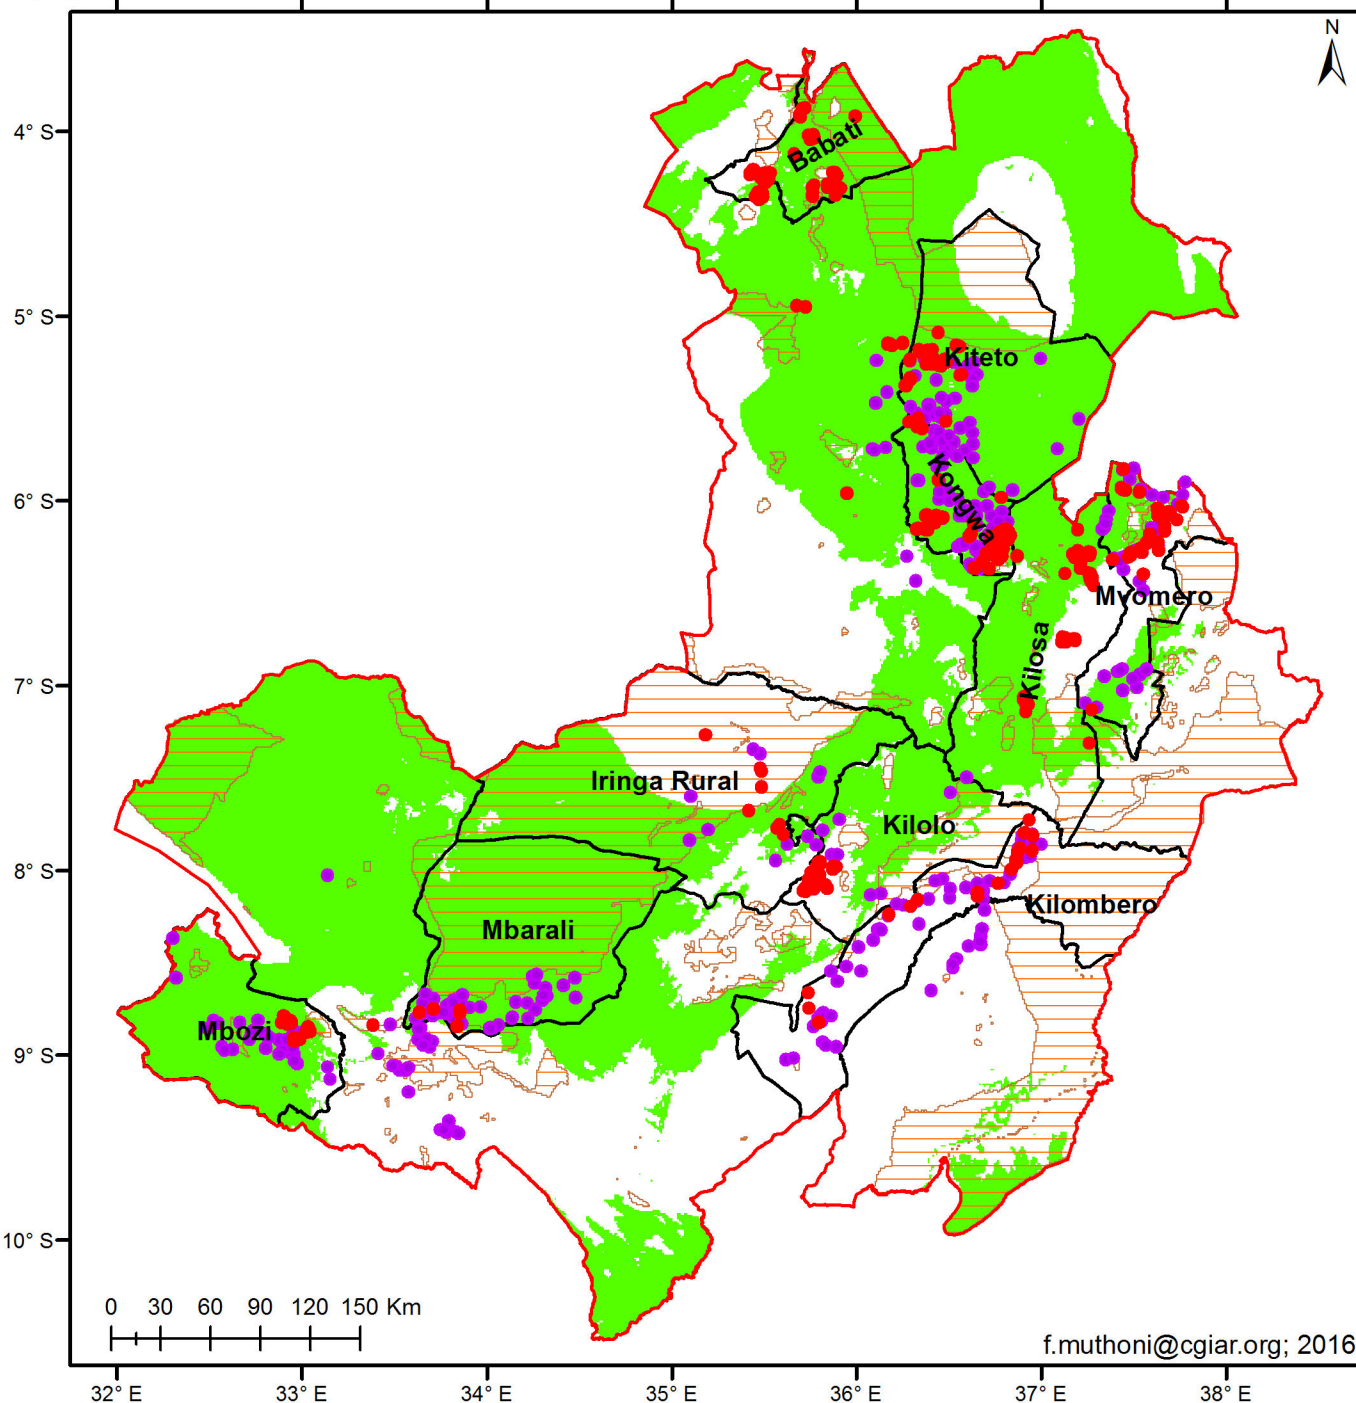 N
4° S
Babati
5° S
Kiteto
Kongwa
6° S
Mvomero
Kilosa
7° S
Iringa Rural
Kilolo
8° S
Kilombero
Mbarali
Mbozi
9° S
10° S
0 30 60 90 120 150 Km
f.muthoni@cgiar.org; 2016
32° E 33° E 34° E 35° E 36° E 37° E 38° E